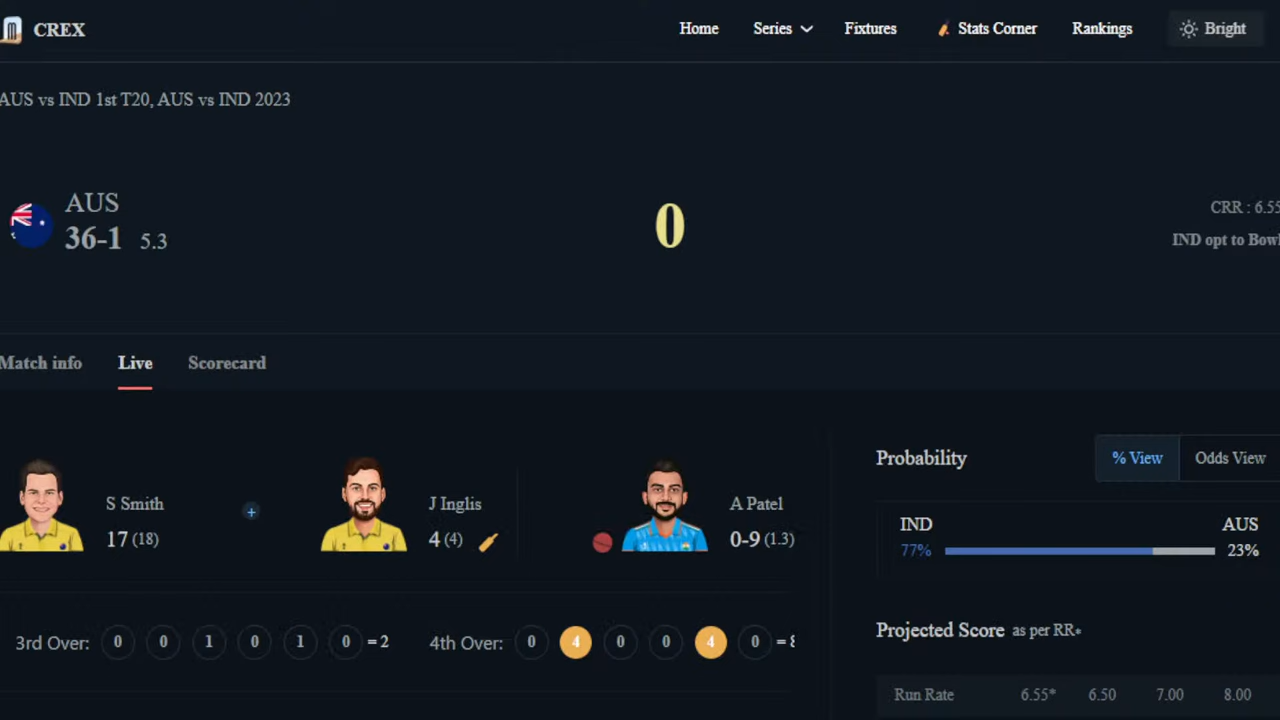 CREX
Home Series Fixtures Stats Corner Rankings Bright
AUS vs IND 1st T20, AUS vs IND 2023
AUS
36-1 5.3
0
CRR : 6.55
IND opt to Bowl
Match info Live Scorecard
S Smith
17 (18)
+
J Inglis
4 (4)
A Patel
0-9 (1.3)
Probability
% View Odds View
IND AUS
77% 23%
3rd Over: 0 0 1 0 1 0 = 2
4th Over: 0 4 0 0 4 0 = 8
Projected Score as per RR*
Run Rate 6.55* 6.50 7.00 8.00